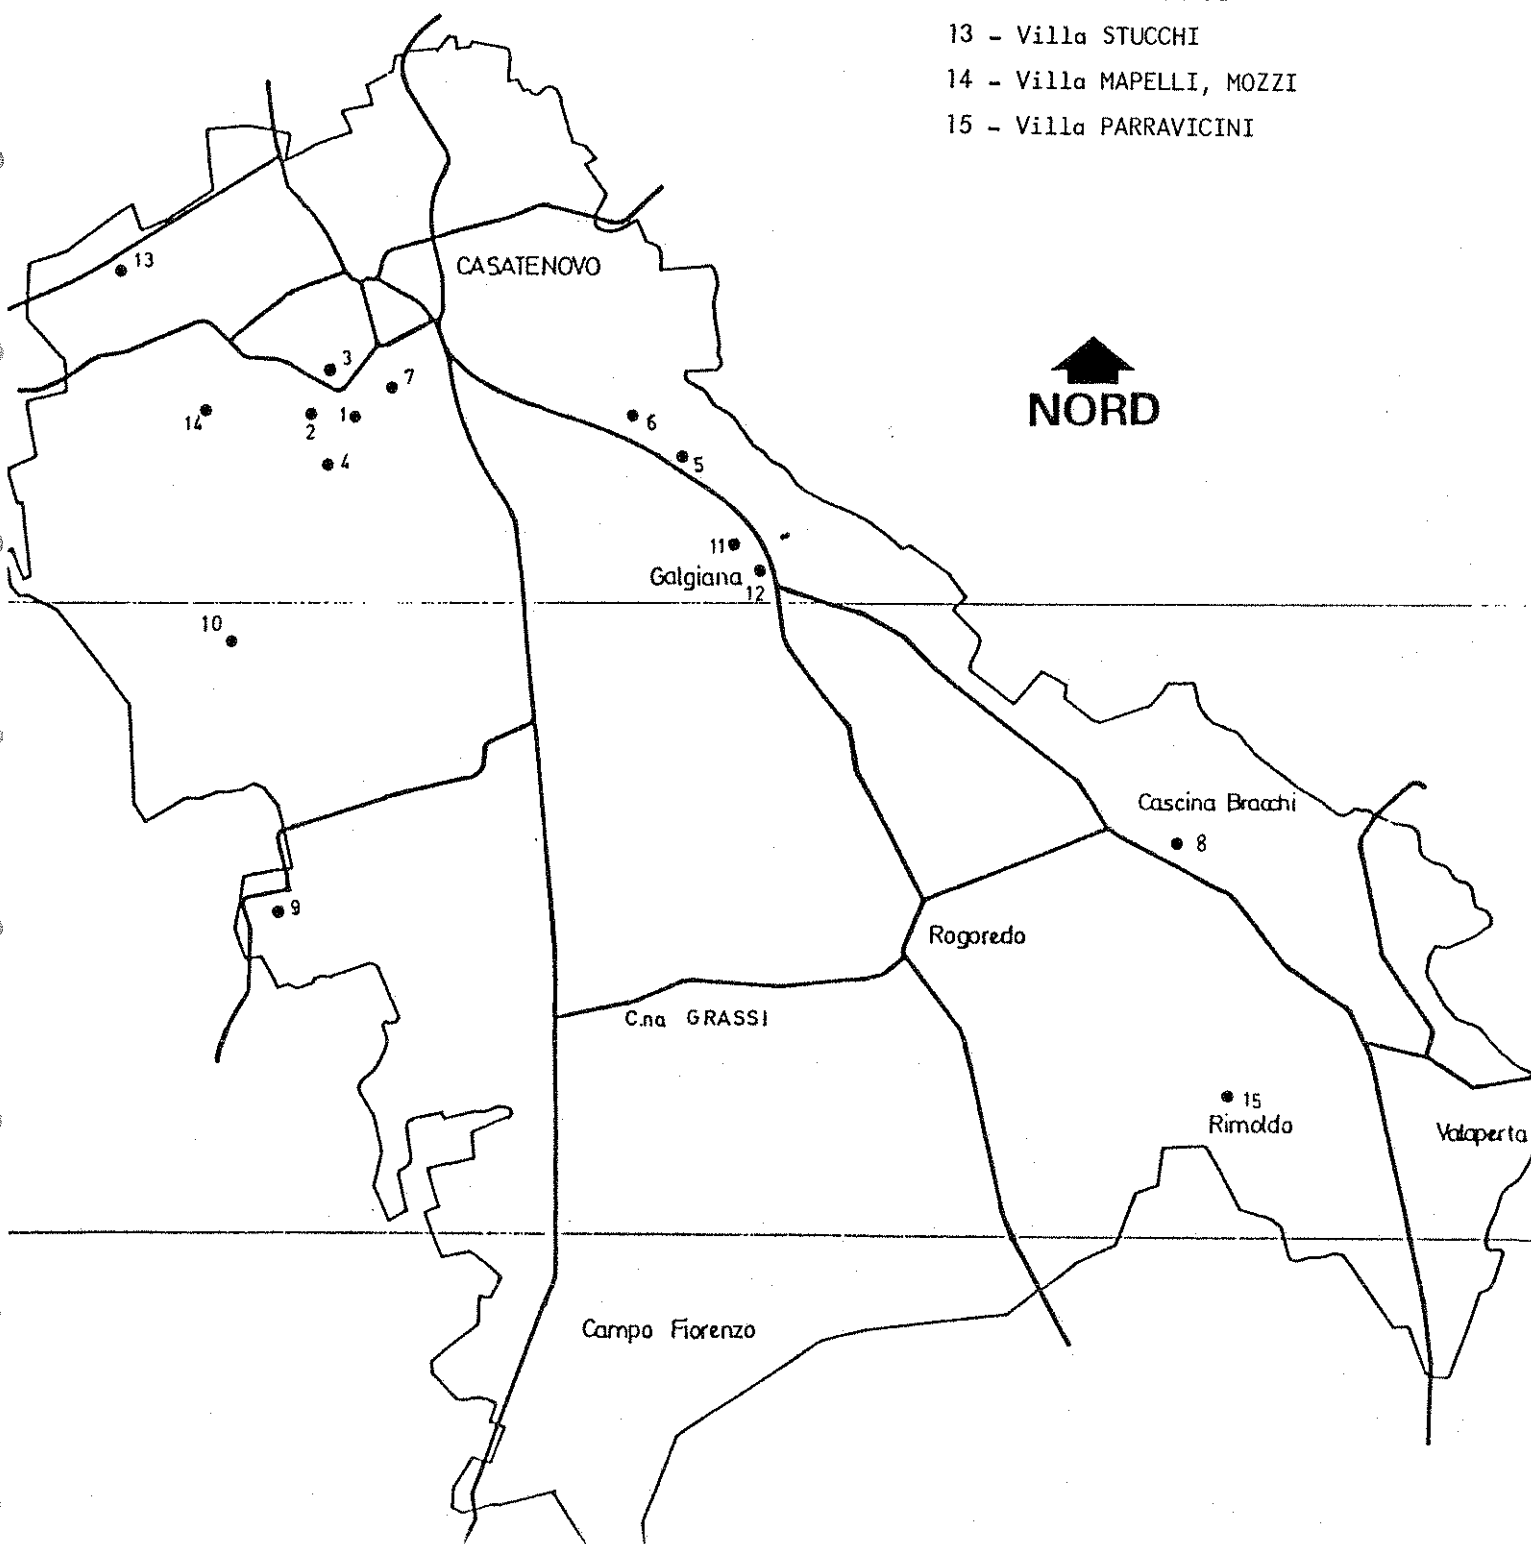 13 - Villa STUCCHI
14 - Villa MAPELLI, MOZZI
15 - Villa PARRAVICINI
13
CASATENOVO
3
7
NORD
14
2
1
6
4
5
11
Galgiana
12
10
Cascina Bracchi
8
9
Rogoredo
C.na GRASSI
15
Rimoldo
Valaperta
Campo Fiorenzo